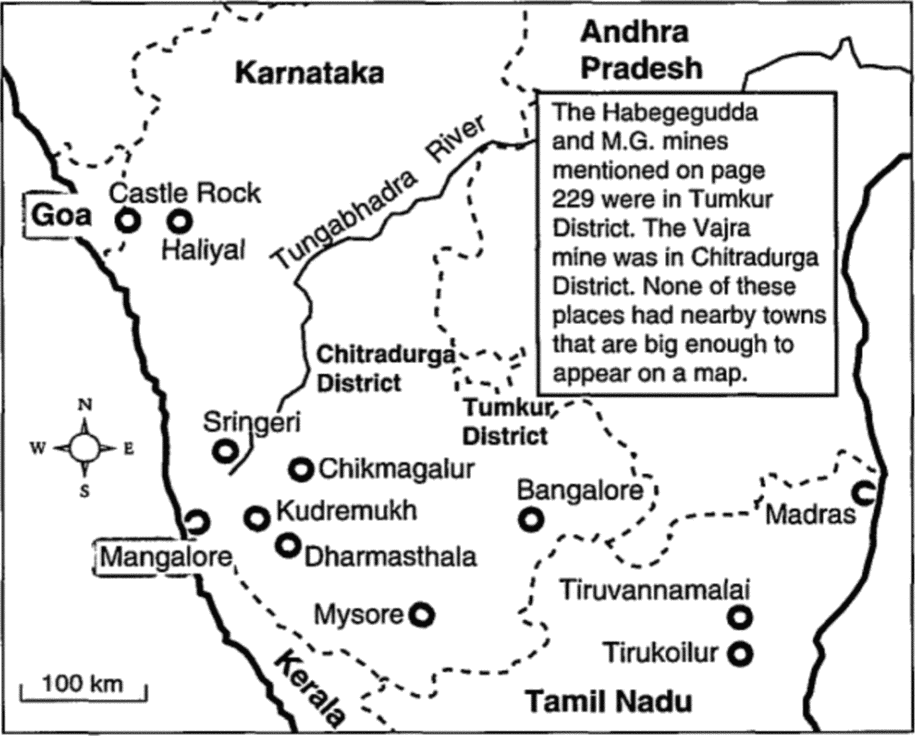 Andhra
Pradesh
Karnataka
The Habegegudda
and M.G. mines
mentioned on page
229 were in Tumkur
District. The Vajra
mine was in Chitradurga
District. None of these
places had nearby towns
that are big enough to
appear on a map.
Tungabhadra River
Castle Rock
Goa
Haliyal
Chitradurga
District
Tumkur
District
N
W E
S
Sringeri
Chikmagalur
Bangalore
Kudremukh
Madras
Mangalore
Dharmasthala
Tiruvannamalai
Mysore
Tirukoilur
100 km
Kerala
Tamil Nadu